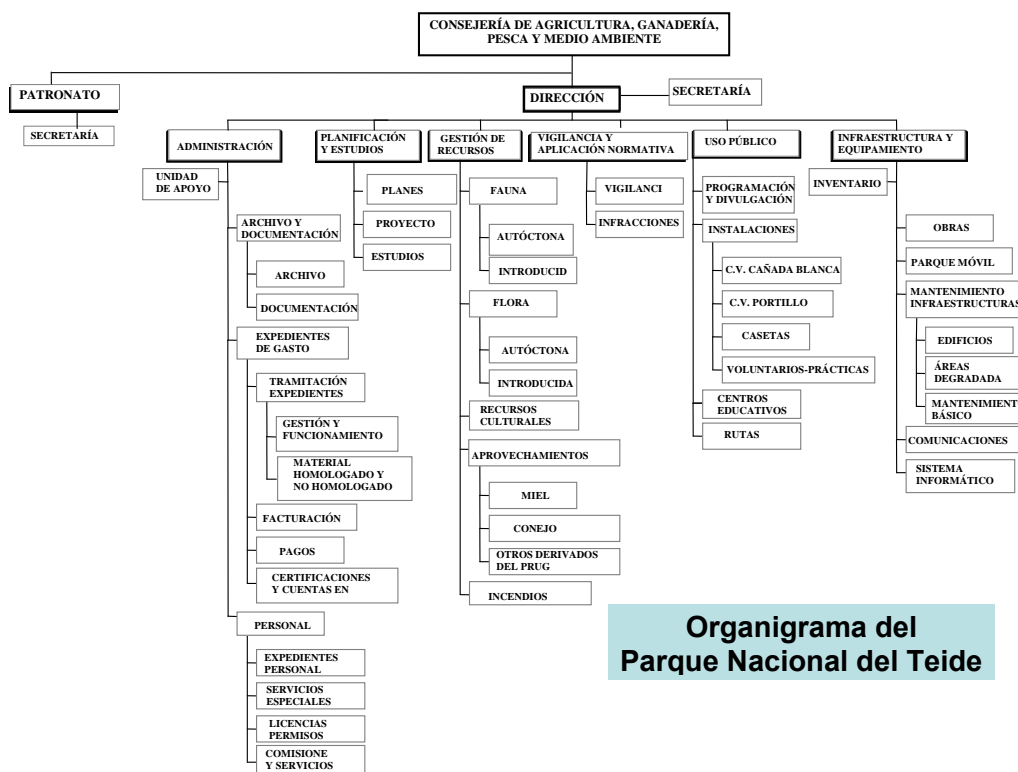 CONSEJERÍA DE AGRICULTURA, GANADERÍA,
PESCA Y MEDIO AMBIENTE
PATRONATO
SECRETARÍA
DIRECCIÓN
SECRETARÍA
ADMINISTRACIÓN
UNIDAD
DE APOYO
ARCHIVO Y
DOCUMENTACIÓN
ARCHIVO
DOCUMENTACIÓN
EXPEDIENTES
DE GASTO
TRAMITACIÓN
EXPEDIENTES
GESTIÓN Y
FUNCIONAMIENTO
MATERIAL
HOMOLOGADO Y
NO HOMOLOGADO
FACTURACIÓN
PAGOS
CERTIFICACIONES
Y CUENTAS EN
PERSONAL
EXPEDIENTES
PERSONAL
SERVICIOS
ESPECIALES
LICENCIAS
PERMISOS
COMISIONE
Y SERVICIOS
PLANIFICACIÓN
Y ESTUDIOS
PLANES
PROYECTO
ESTUDIOS
GESTIÓN DE
RECURSOS
FAUNA
AUTÓCTONA
INTRODUCID
FLORA
AUTÓCTONA
INTRODUCIDA
RECURSOS
CULTURALES
APROVECHAMIENTOS
MIEL
CONEJO
OTROS DERIVADOS
DEL PRUG
INCENDIOS
VIGILANCIA Y
APLICACIÓN NORMATIVA
VIGILANCI
INFRACCIONES
USO PÚBLICO
PROGRAMACIÓN
Y DIVULGACIÓN
INSTALACIONES
C.V. CAÑADA BLANCA
C.V. PORTILLO
CASETAS
VOLUNTARIOS-PRÁCTICAS
CENTROS
EDUCATIVOS
RUTAS
INFRAESTRUCTURA Y
EQUIPAMIENTO
INVENTARIO
OBRAS
PARQUE MÓVIL
MANTENIMIENTO
INFRAESTRUCTURAS
EDIFICIOS
ÁREAS
DEGRADADA
MANTENIMIENTO
BÁSICO
COMUNICACIONES
SISTEMA
INFORMÁTICO
Organigrama del
Parque Nacional del Teide